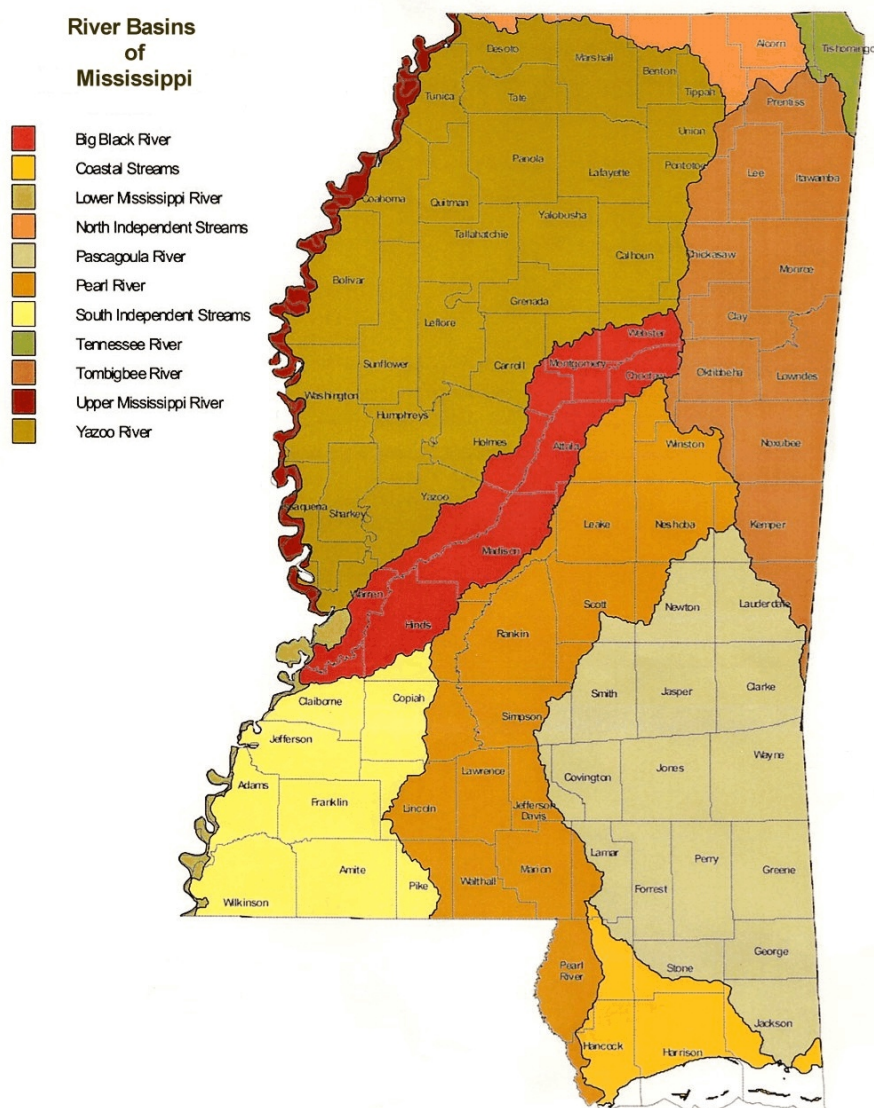 River Basins
of
Mississippi
Big Black River
Coastal Streams
Lower Mississippi River
North Independent Streams
Pascagoula River
Pearl River
South Independent Streams
Tennessee River
Tombigbee River
Upper Mississippi River
Yazoo River
Desoto
Marshall
Benton
Alcorn
Tishomingo
Tunica
Tate
Tippah
Prentiss
Union
Panola
Lafayette
Pontotoc
Lee
Itawamba
Coahoma
Quitman
Yalobusha
Tallahatchie
Calhoun
Chickasaw
Monroe
Bolivar
Grenada
Leflore
Clay
Webster
Sunflower
Carroll
Montgomery
Choctaw
Oktibbeha
Lowndes
Washington
Humphreys
Holmes
Attala
Winston
Noxubee
Yazoo
Sharkey
Leake
Neshoba
Kemper
Madison
Warren
Hinds
Rankin
Scott
Newton
Lauderdale
Claiborne
Copiah
Simpson
Smith
Jasper
Clarke
Jefferson
Adams
Franklin
Lincoln
Lawrence
Jefferson
Davis
Covington
Jones
Wayne
Wilkinson
Amite
Pike
Walthall
Marion
Lamar
Forrest
Perry
Greene
Pearl
River
Stone
George
Hancock
Harrison
Jackson